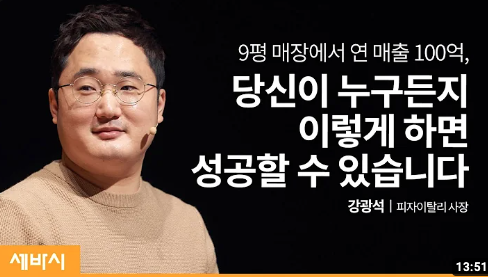 9평 매장에서 연 매출 100억,
당신이 누구든지
이렇게 하면
성공할 수 있습니다
강광석 | 피자이탈리 사장
세바시
13:51